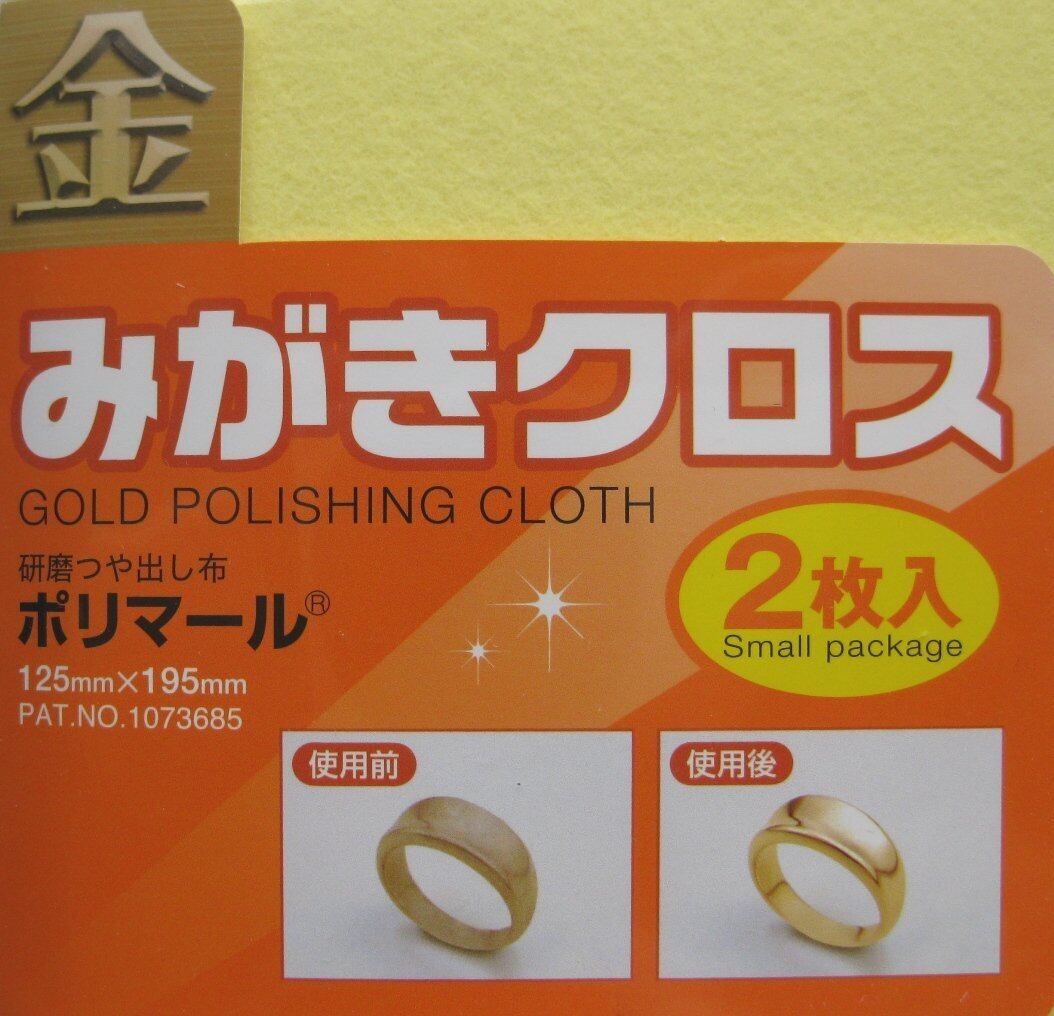 金
みがきクロス
GOLD POLISHING CLOTH
研磨つや出し布
ポリマール®
125mm×195mm
PAT.NO.1073685
2枚入
Small package
使用前
使用後